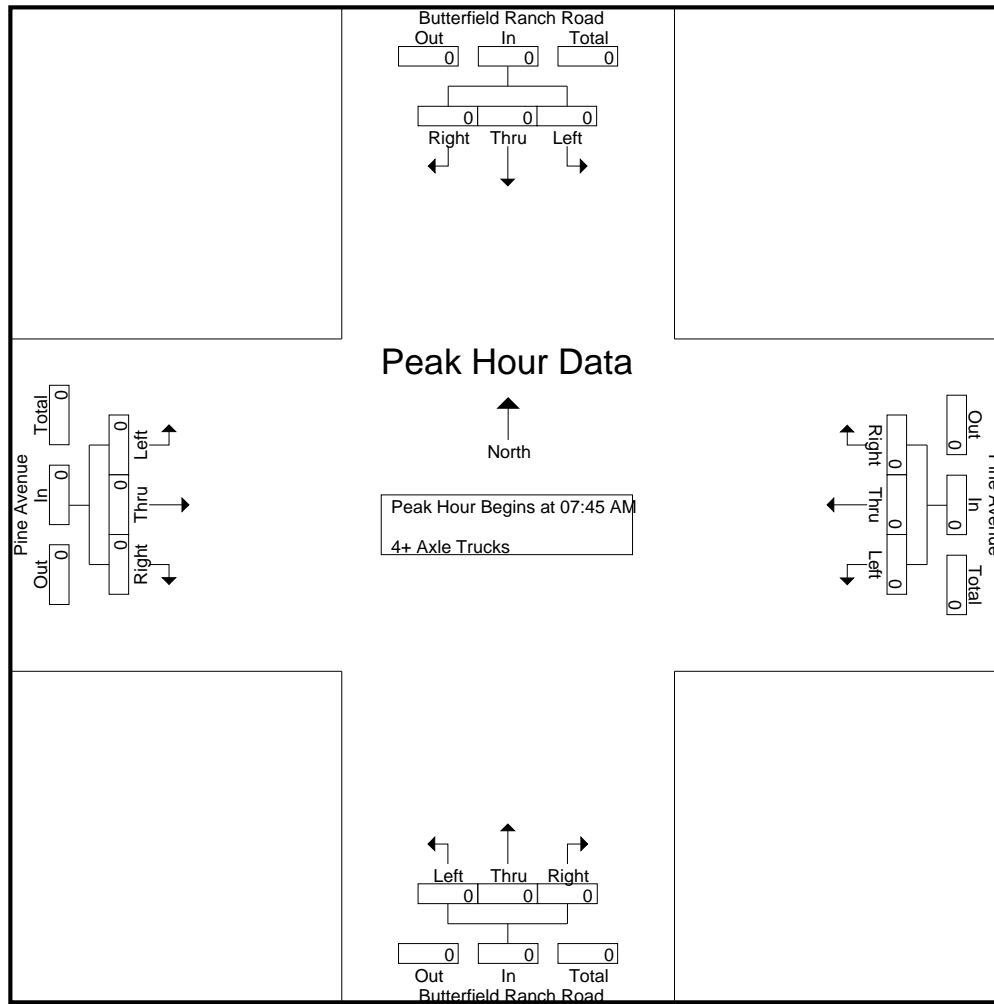 Butterfield Ranch Road
Out In Total
0 0 0
0 0 0
Right Thru Left
Peak Hour Data
North
Peak Hour Begins at 07:45 AM
4+ Axle Trucks
Pine Avenue
Out In Total
0 0 0
0 0 0
Right Thru Left
Pine Avenue
Out In Total
0 0 0
0 0 0
Right Thru Left
Left Thru Right
0 0 0
0 0 0
Out In Total
Butterfield Ranch Road